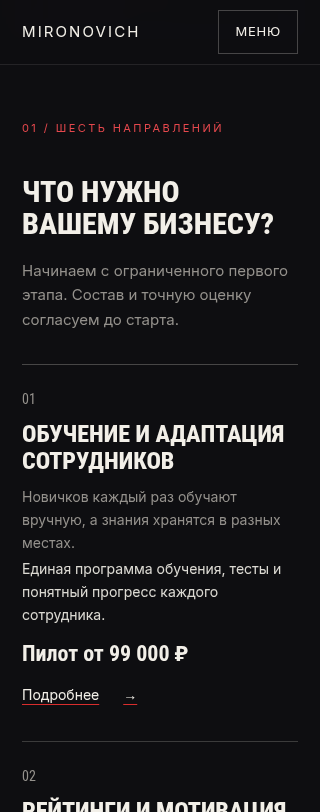 MIRONOVICH
МЕНЮ
01 / ШЕСТЬ НАПРАВЛЕНИЙ
ЧТО НУЖНО
ВАШЕМУ БИЗНЕСУ?
Начинаем с ограниченного первого
этапа. Состав и точную оценку
согласуем до старта.
01
ОБУЧЕНИЕ И АДАПТАЦИЯ
СОТРУДНИКОВ
Новичков каждый раз обучают
вручную, а знания хранятся в разных
местах.
Единая программа обучения, тесты и
понятный прогресс каждого
сотрудника.
Пилот от 99 000 ₽
Подробнее →
02
РЕЙТИНГИ И МОТИВАЦИЯ